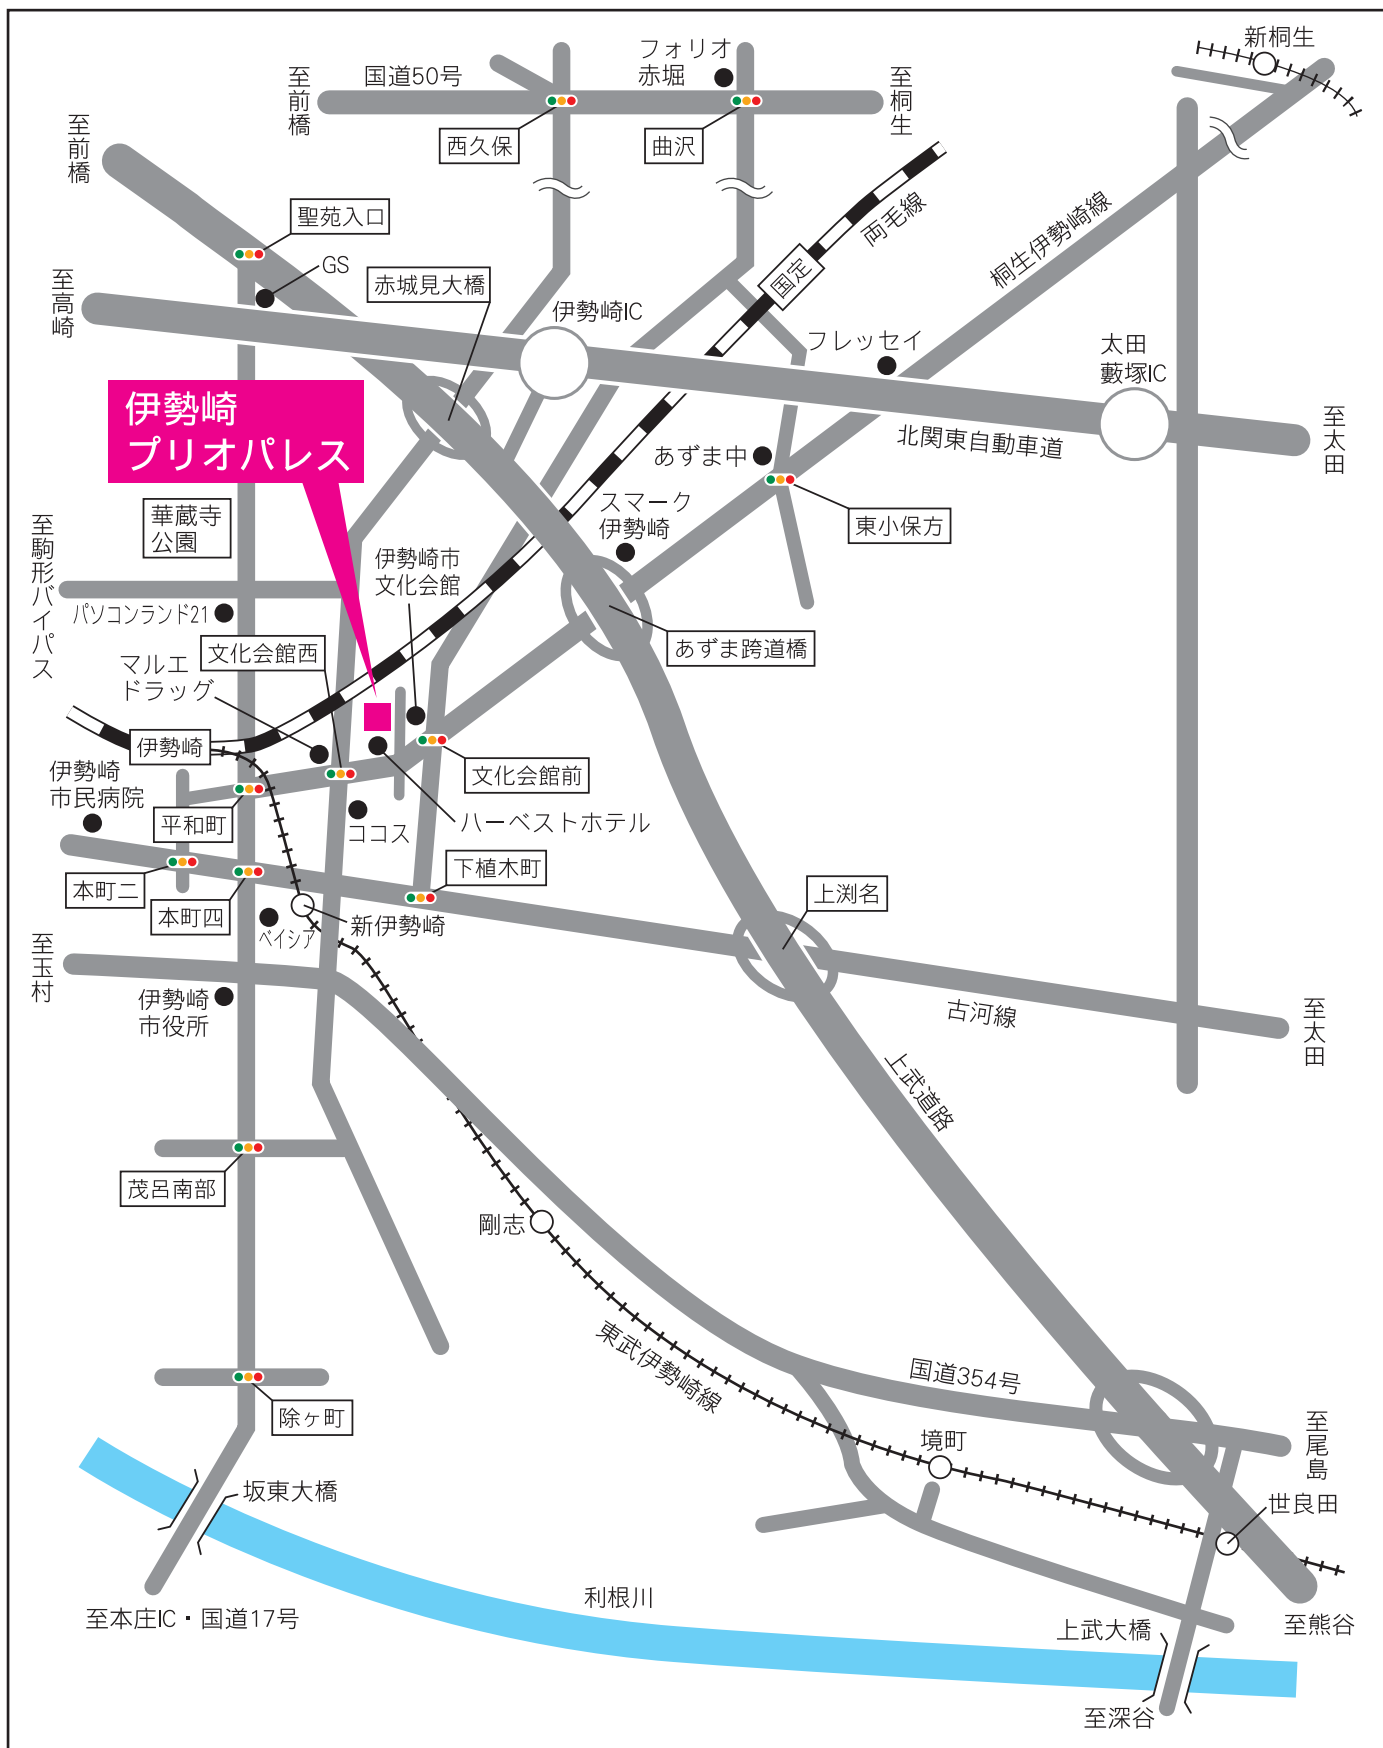 新桐生
フォリオ
赤堀
国道50号
至前橋
至桐生
至前橋
西久保
曲沢
両毛線
桐生伊勢崎線
聖苑入口
GS
赤城見大橋
国定
至高崎
伊勢崎IC
フレッセイ
太田
藪塚IC
伊勢崎
プリオパレス
北関東自動車道
至太田
あずま中
スマーク
伊勢崎
東小保方
華蔵寺
公園
至駒形バイパス
伊勢崎市
文化会館
パソコンランド21
文化会館西
あずま跨道橋
マルエ
ドラッグ
伊勢崎
文化会館前
伊勢崎
市民病院
平和町
ココス
ハーベストホテル
本町二
本町四
下植木町
上渕名
ベイシア
新伊勢崎
至玉村
伊勢崎
市役所
古河線
至太田
上武道路
茂呂南部
剛志
東武伊勢崎線
国道354号
除ヶ町
境町
至尾島
坂東大橋
世良田
利根川
至本庄IC・国道17号
上武大橋
至熊谷
至深谷